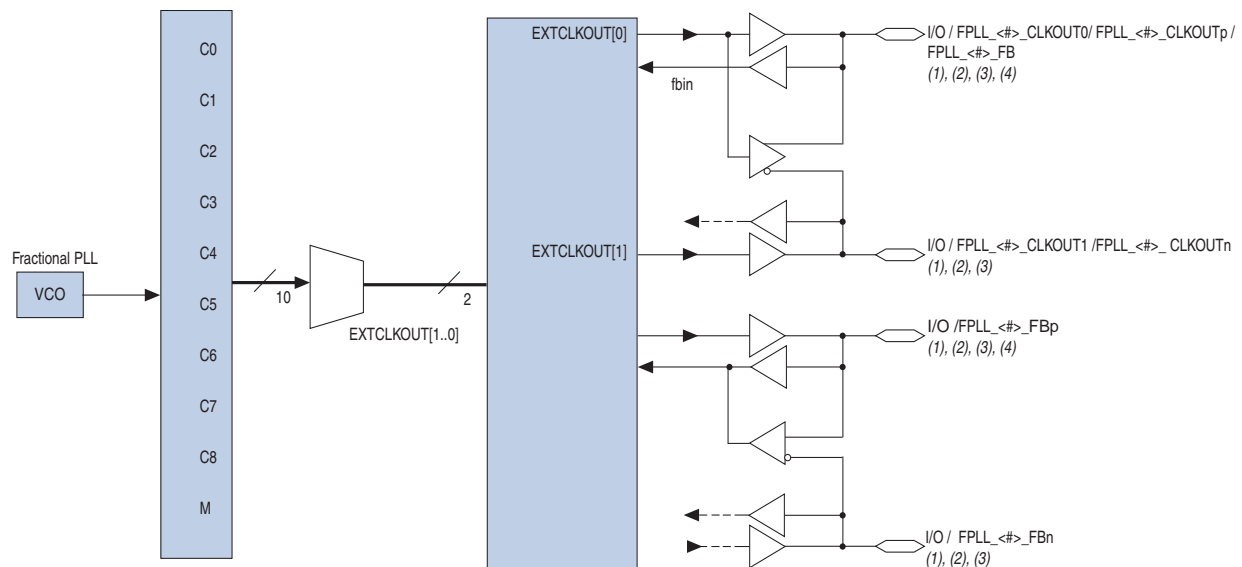 Fractional PLL
VCO
C0
C1
C2
C3
C4
C5
C6
C7
C8
M
10
EXTCLKOUT[1..0]
2
EXTCLKOUT[0]
fbin
EXTCLKOUT[1]
I/O / FPLL_<#>_CLKOUT0/ FPLL_<#>_CLKOUTp /
FPLL_<#>_FB
(1), (2), (3), (4)
I/O / FPLL_<#>_CLKOUT1 /FPLL_<#>_ CLKOUTn
(1), (2), (3)
I/O /FPLL_<#>_FBp
(1), (2), (3), (4)
I/O / FPLL_<#>_FBn
(1), (2), (3)